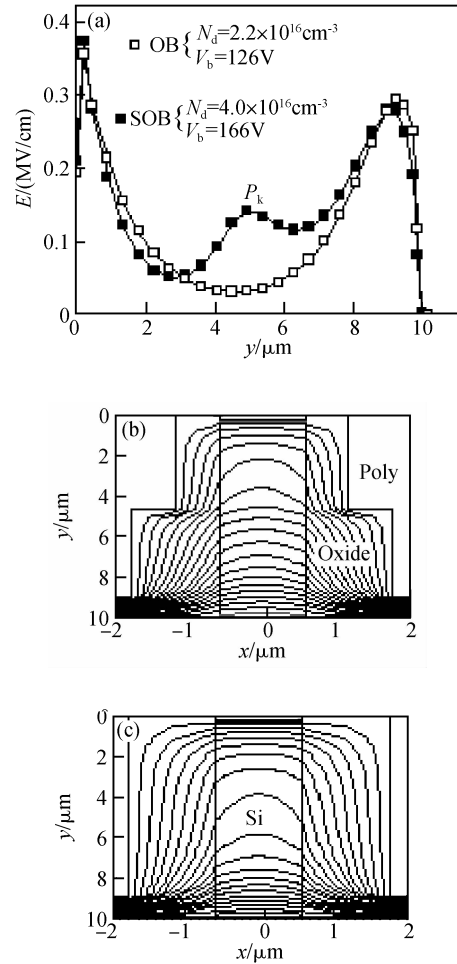 (a)
0.4
0.3
0.2
0.1
0
E/(MV/cm)
OB { N_d=2.2×10^16cm^-3
V_b=126V
SOB { N_d=4.0×10^16cm^-3
V_b=166V
P_k
0 2 4 6 8 10
y/μm
(b)
0
2
4
6
8
10
y/μm
Poly
Oxide
−2 −1 0 1 2
x/μm
(c)
0
2
4
6
8
10
y/μm
Si
−2 −1 0 1 2
x/μm